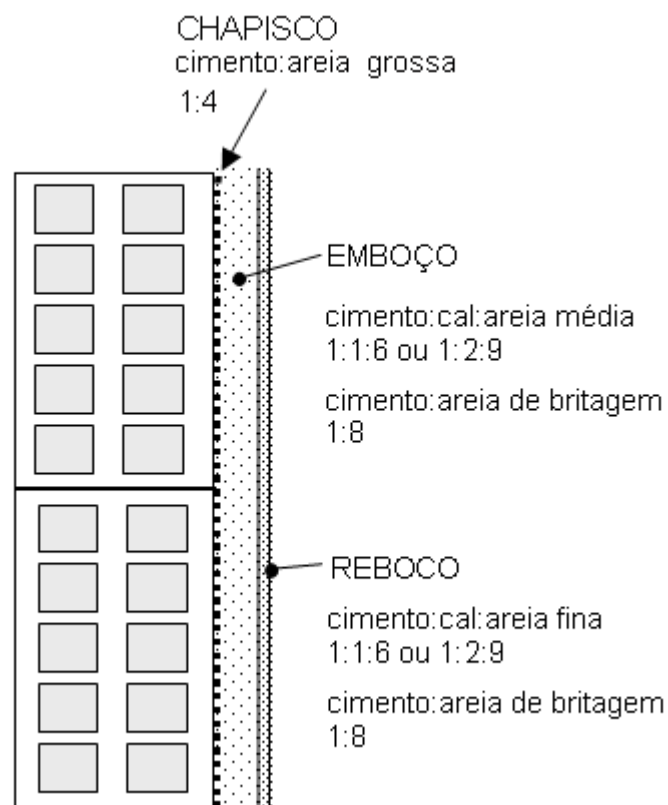 CHAPISCO
cimento:areia grossa
1:4
EMBOÇO
cimento:cal:areia média
1:1:6 ou 1:2:9
cimento:areia de britagem
1:8
REBOCO
cimento:cal:areia fina
1:1:6 ou 1:2:9
cimento:areia de britagem
1:8